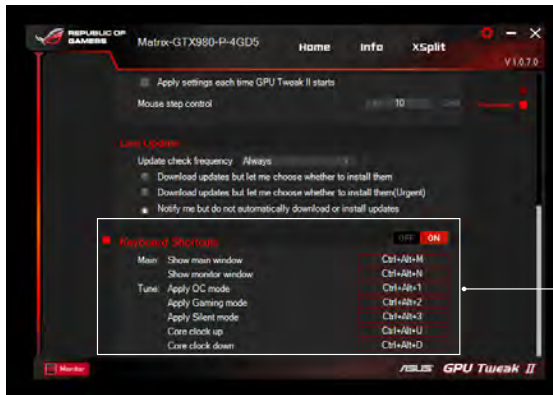 REPUBLIC OF
GAMERS
Matrix-GTX980-P-4GD5
Home Info XSplit
V1.0.7.0
Apply settings each time GPU Tweak II starts
Mouse step control 10
Live Update
Update check frequency Always
Download updates but let me choose whether to install them
Download updates but let me choose whether to install them(Urgent)
Notify me but do not automatically download or install updates
Keyboard Shortcuts OFF ON
Main: Show main window Ctrl+Alt+M
Show monitor window Ctrl+Alt+N
Tune: Apply OC mode Ctrl+Alt+1
Apply Gaming mode Ctrl+Alt+2
Apply Silent mode Ctrl+Alt+3
Core clock up Ctrl+Alt+U
Core clock down Ctrl+Alt+D
Monitor
ASUS GPU Tweak II